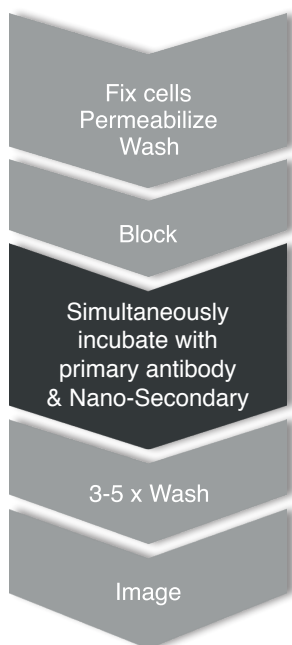 Fix cells
Permeabilize
Wash
Block
Simultaneously
incubate with
primary antibody
& Nano-Secondary
3-5 x Wash
Image